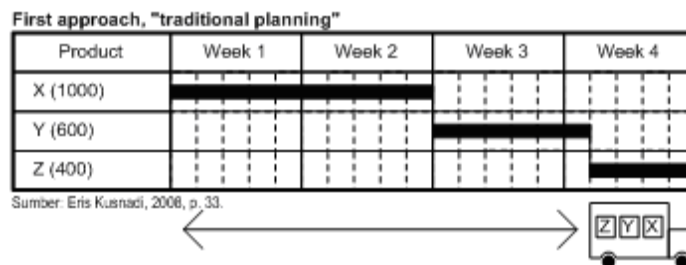 First approach, "traditional planning"
Product Week 1 Week 2 Week 3 Week 4
X (1000)
Y (600)
Z (400)
Sumber: Eris Kusnadi, 2008, p. 33.
Z Y X